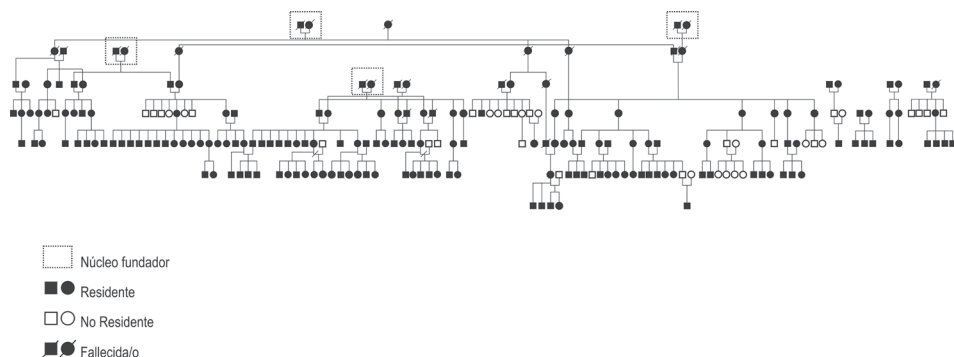 Núcleo fundador
Residente
No Residente
Fallecida/o